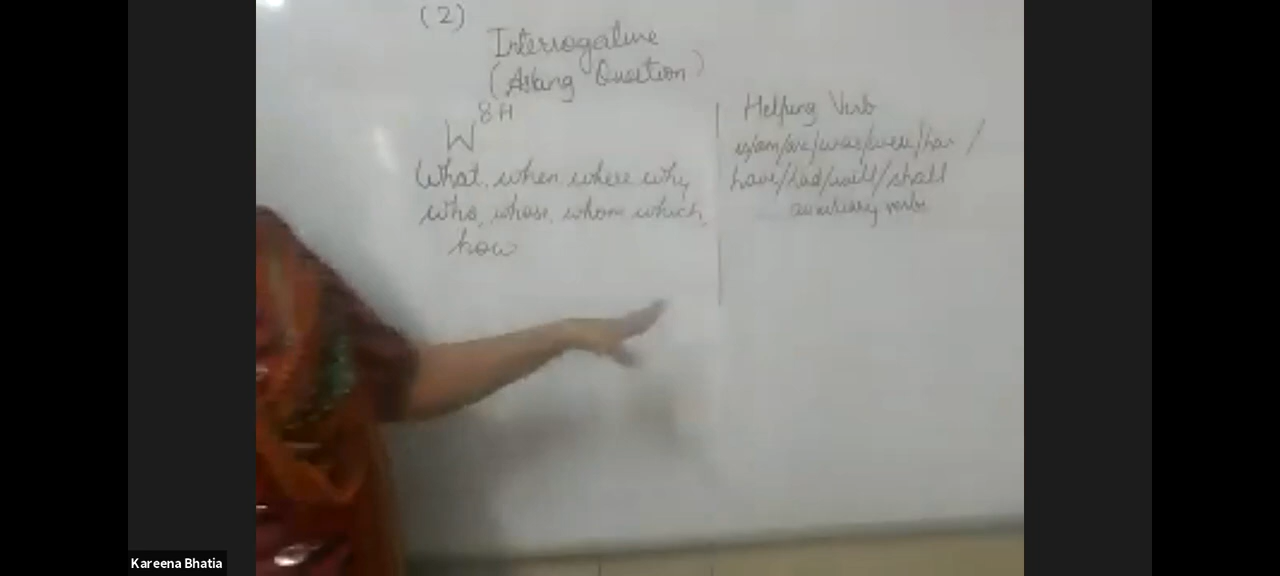 (2)
Interrogative
(Asking Question)
W 8H
What, when, where, why,
who, whose, whom, which,
how
Helping Verb
is/am/are/was/were/has/
have/had/will/shall
auxiliary verbs
Kareena Bhatia